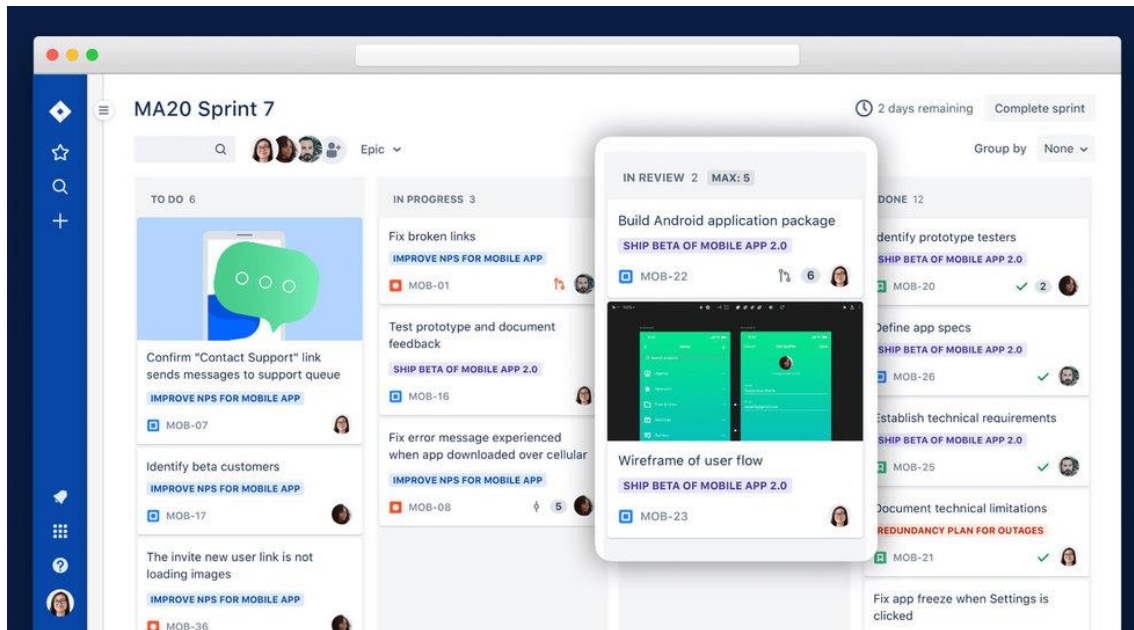 MA20 Sprint 7
2 days remaining
Complete sprint
Epic
Group by
None
TO DO 6
Confirm "Contact Support" link
sends messages to support queue
IMPROVE NPS FOR MOBILE APP
MOB-07
Identify beta customers
IMPROVE NPS FOR MOBILE APP
MOB-17
The invite new user link is not
loading images
IMPROVE NPS FOR MOBILE APP
MOB-36
IN PROGRESS 3
Fix broken links
IMPROVE NPS FOR MOBILE APP
MOB-01
Test prototype and document
feedback
SHIP BETA OF MOBILE APP 2.0
MOB-16
Fix error message experienced
when app downloaded over cellular
IMPROVE NPS FOR MOBILE APP
MOB-08
5
IN REVIEW 2 MAX: 5
Build Android application package
SHIP BETA OF MOBILE APP 2.0
MOB-22
6
Wireframe of user flow
SHIP BETA OF MOBILE APP 2.0
MOB-23
DONE 12
dentify prototype testers
SHIP BETA OF MOBILE APP 2.0
MOB-20
2
Define app specs
SHIP BETA OF MOBILE APP 2.0
MOB-26
Establish technical requirements
SHIP BETA OF MOBILE APP 2.0
MOB-25
Document technical limitations
REDUNDANCY PLAN FOR OUTAGES
MOB-21
Fix app freeze when Settings is
clicked